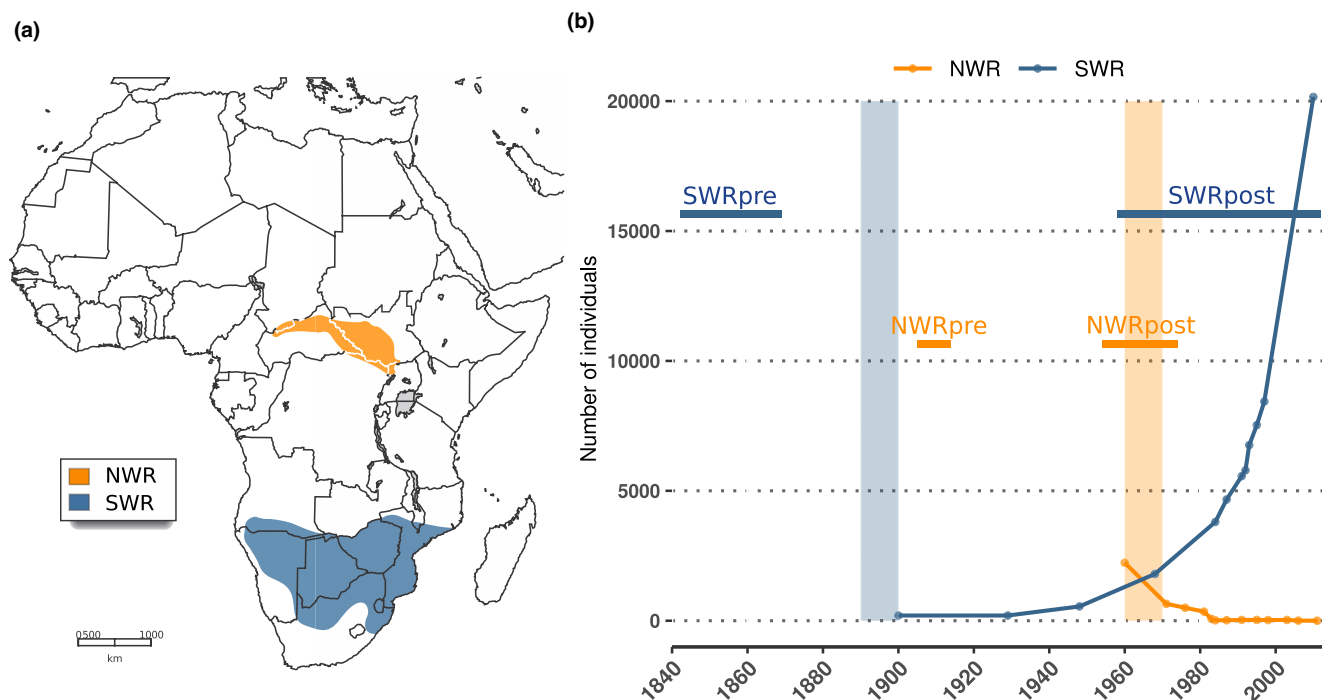 (a)
NWR
SWR
0500 1000
km
(b)
NWR SWR
Number of individuals
20000
15000
10000
5000
0
SWRpre
SWRpost
NWRpre
NWRpost
1840 1860 1880 1900 1920 1940 1960 1980 2000